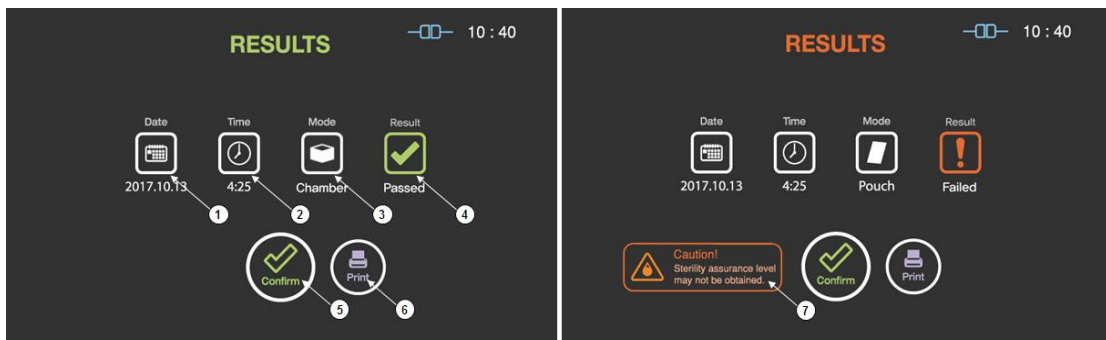 RESULTS
10 : 40
Date Time Mode Result
2017.10.13 4:25 Chamber Passed
1 2 3 4
Confirm Print
5 6
RESULTS
10 : 40
Date Time Mode Result
2017.10.13 4:25 Pouch Failed
Caution!
Sterility assurance level
may not be obtained.
Confirm Print
7